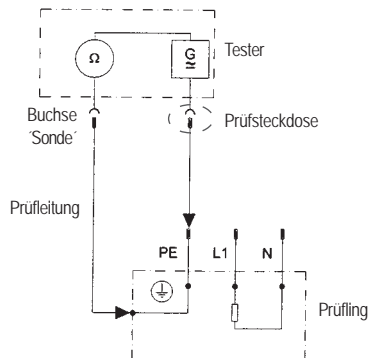 Ω
G
Tester
Buchse
´Sonde´
Prüfsteckdose
Prüfleitung
PE L1 N
Prüfling